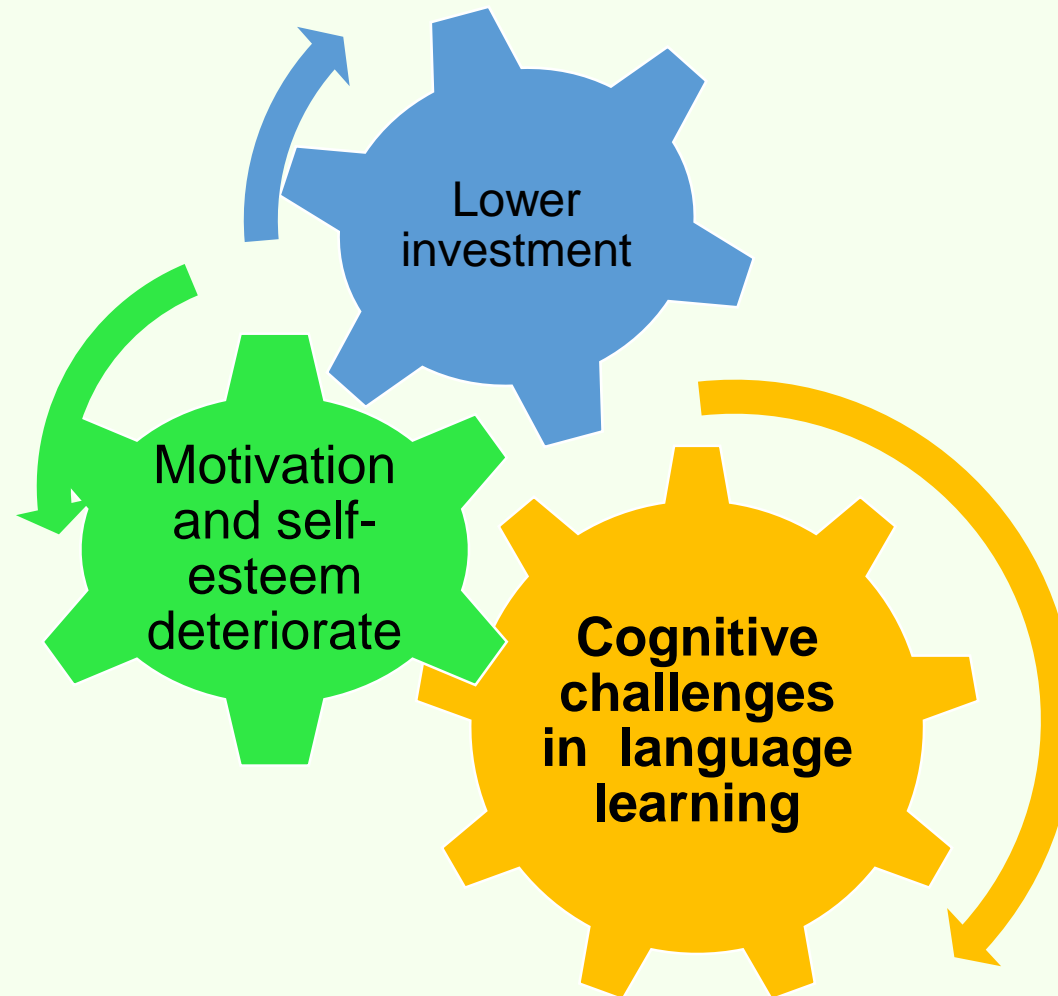 Lower
investment
Motivation
and self-
esteem
deteriorate
Cognitive
challenges
in  language
learning